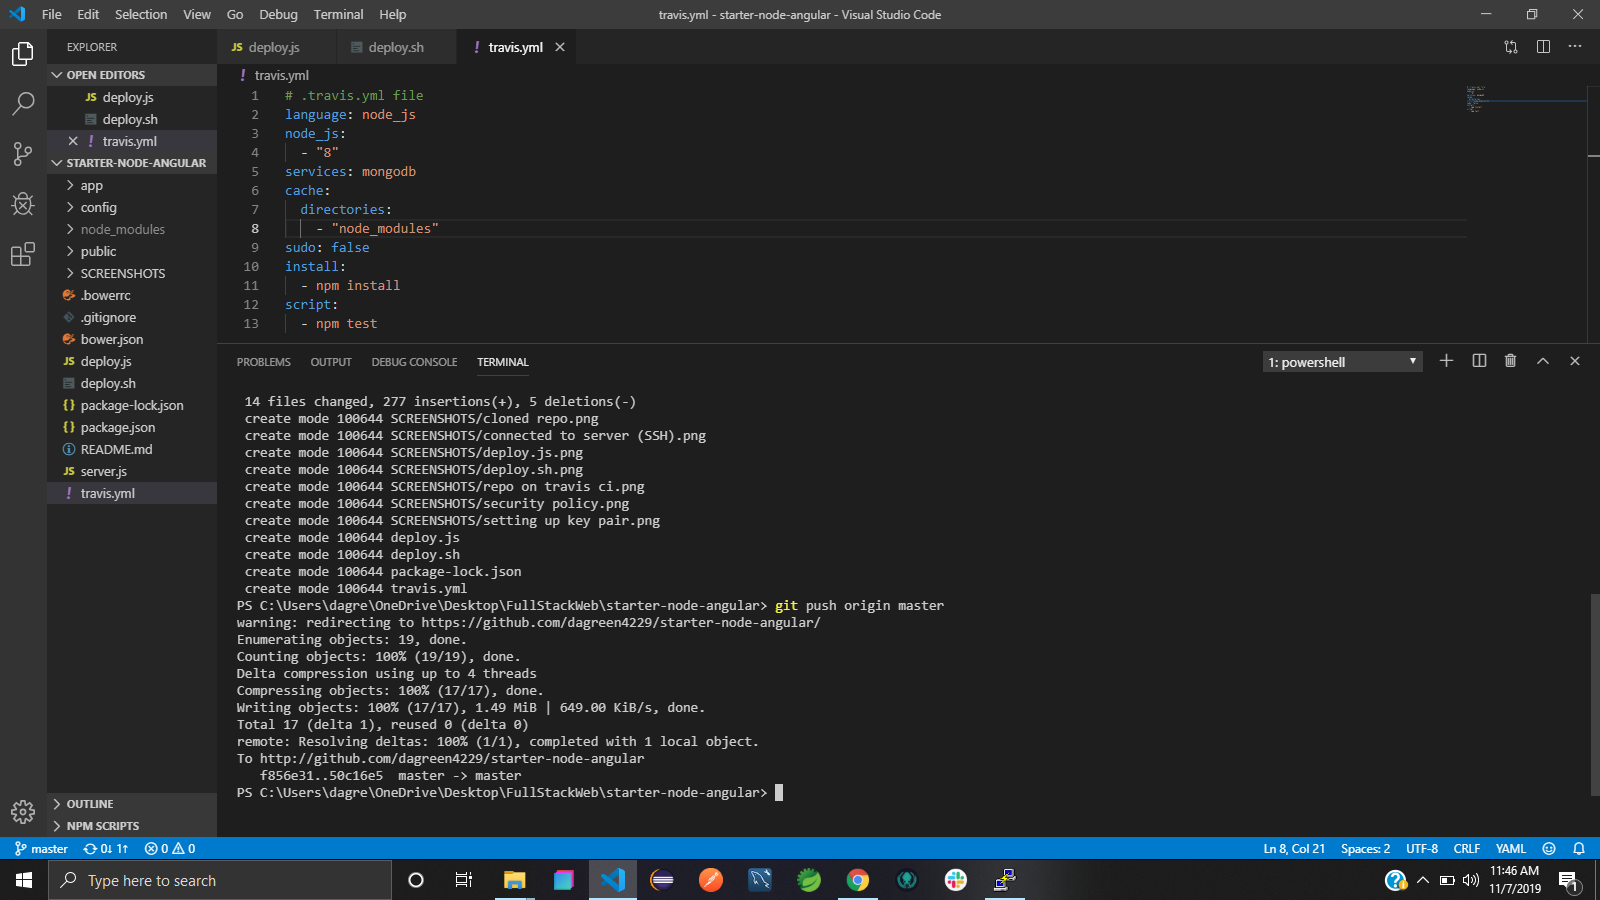 File Edit Selection View Go Debug Terminal Help
travis.yml - starter-node-angular - Visual Studio Code
EXPLORER
OPEN EDITORS
JS deploy.js
deploy.sh
! travis.yml
STARTER-NODE-ANGULAR
app
config
node_modules
public
SCREENSHOTS
.bowerrc
.gitignore
bower.json
JS deploy.js
deploy.sh
{} package-lock.json
{} package.json
README.md
JS server.js
! travis.yml
OUTLINE
NPM SCRIPTS
JS deploy.js deploy.sh ! travis.yml
! travis.yml
1 # .travis.yml file
2 language: node_js
3 node_js:
4 - "8"
5 services: mongodb
6 cache:
7 directories:
8 - "node_modules"
9 sudo: false
10 install:
11 - npm install
12 script:
13 - npm test
PROBLEMS OUTPUT DEBUG CONSOLE TERMINAL
1: powershell
14 files changed, 277 insertions(+), 5 deletions(-)
create mode 100644 SCREENSHOTS/cloned repo.png
create mode 100644 SCREENSHOTS/connected to server (SSH).png
create mode 100644 SCREENSHOTS/deploy.js.png
create mode 100644 SCREENSHOTS/deploy.sh.png
create mode 100644 SCREENSHOTS/repo on travis ci.png
create mode 100644 SCREENSHOTS/security policy.png
create mode 100644 SCREENSHOTS/setting up key pair.png
create mode 100644 deploy.js
create mode 100644 deploy.sh
create mode 100644 package-lock.json
create mode 100644 travis.yml
PS C:\Users\dagre\OneDrive\Desktop\FullStackWeb\starter-node-angular> git push origin master
warning: redirecting to https://github.com/dagreen4229/starter-node-angular/
Enumerating objects: 19, done.
Counting objects: 100% (19/19), done.
Delta compression using up to 4 threads
Compressing objects: 100% (17/17), done.
Writing objects: 100% (17/17), 1.49 MiB | 649.00 KiB/s, done.
Total 17 (delta 1), reused 0 (delta 0)
remote: Resolving deltas: 100% (1/1), completed with 1 local object.
To http://github.com/dagreen4229/starter-node-angular
f856e31..50c16e5 master -> master
PS C:\Users\dagre\OneDrive\Desktop\FullStackWeb\starter-node-angular>
master 0↓ 1↑ 0 0
Ln 8, Col 21 Spaces: 2 UTF-8 CRLF YAML
Type here to search
11:46 AM
11/7/2019
1